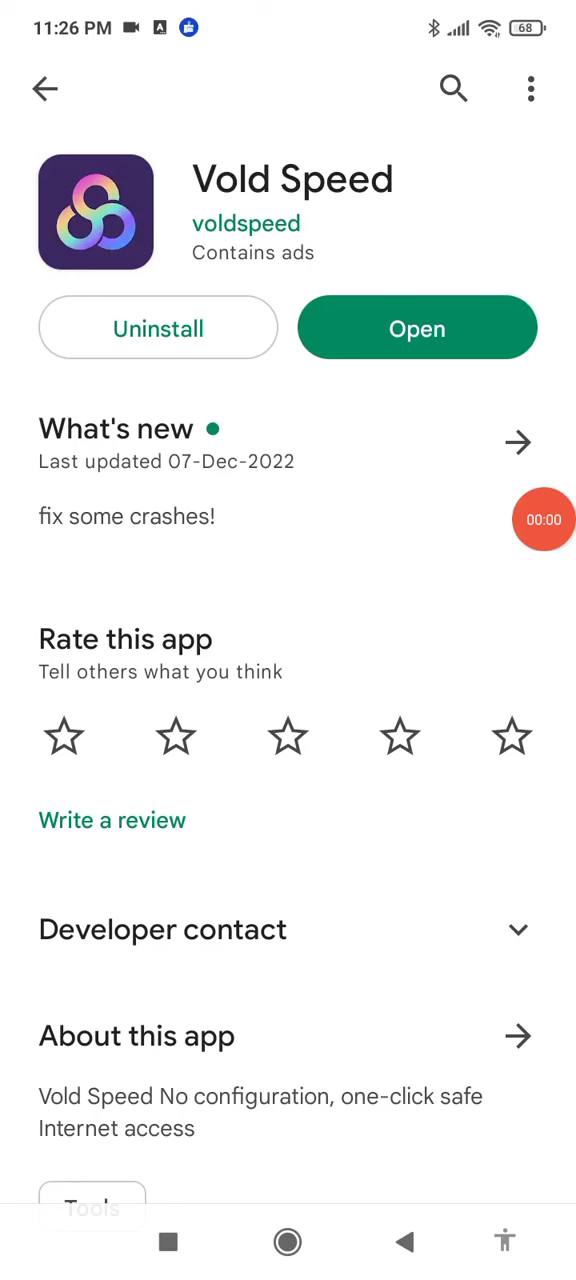 11:26 PM A 68
Vold Speed
voldspeed
Contains ads
Uninstall
Open
What's new
Last updated 07-Dec-2022
fix some crashes!
00:00
Rate this app
Tell others what you think
Write a review
Developer contact
About this app
Vold Speed No configuration, one-click safe
Internet access
Tools